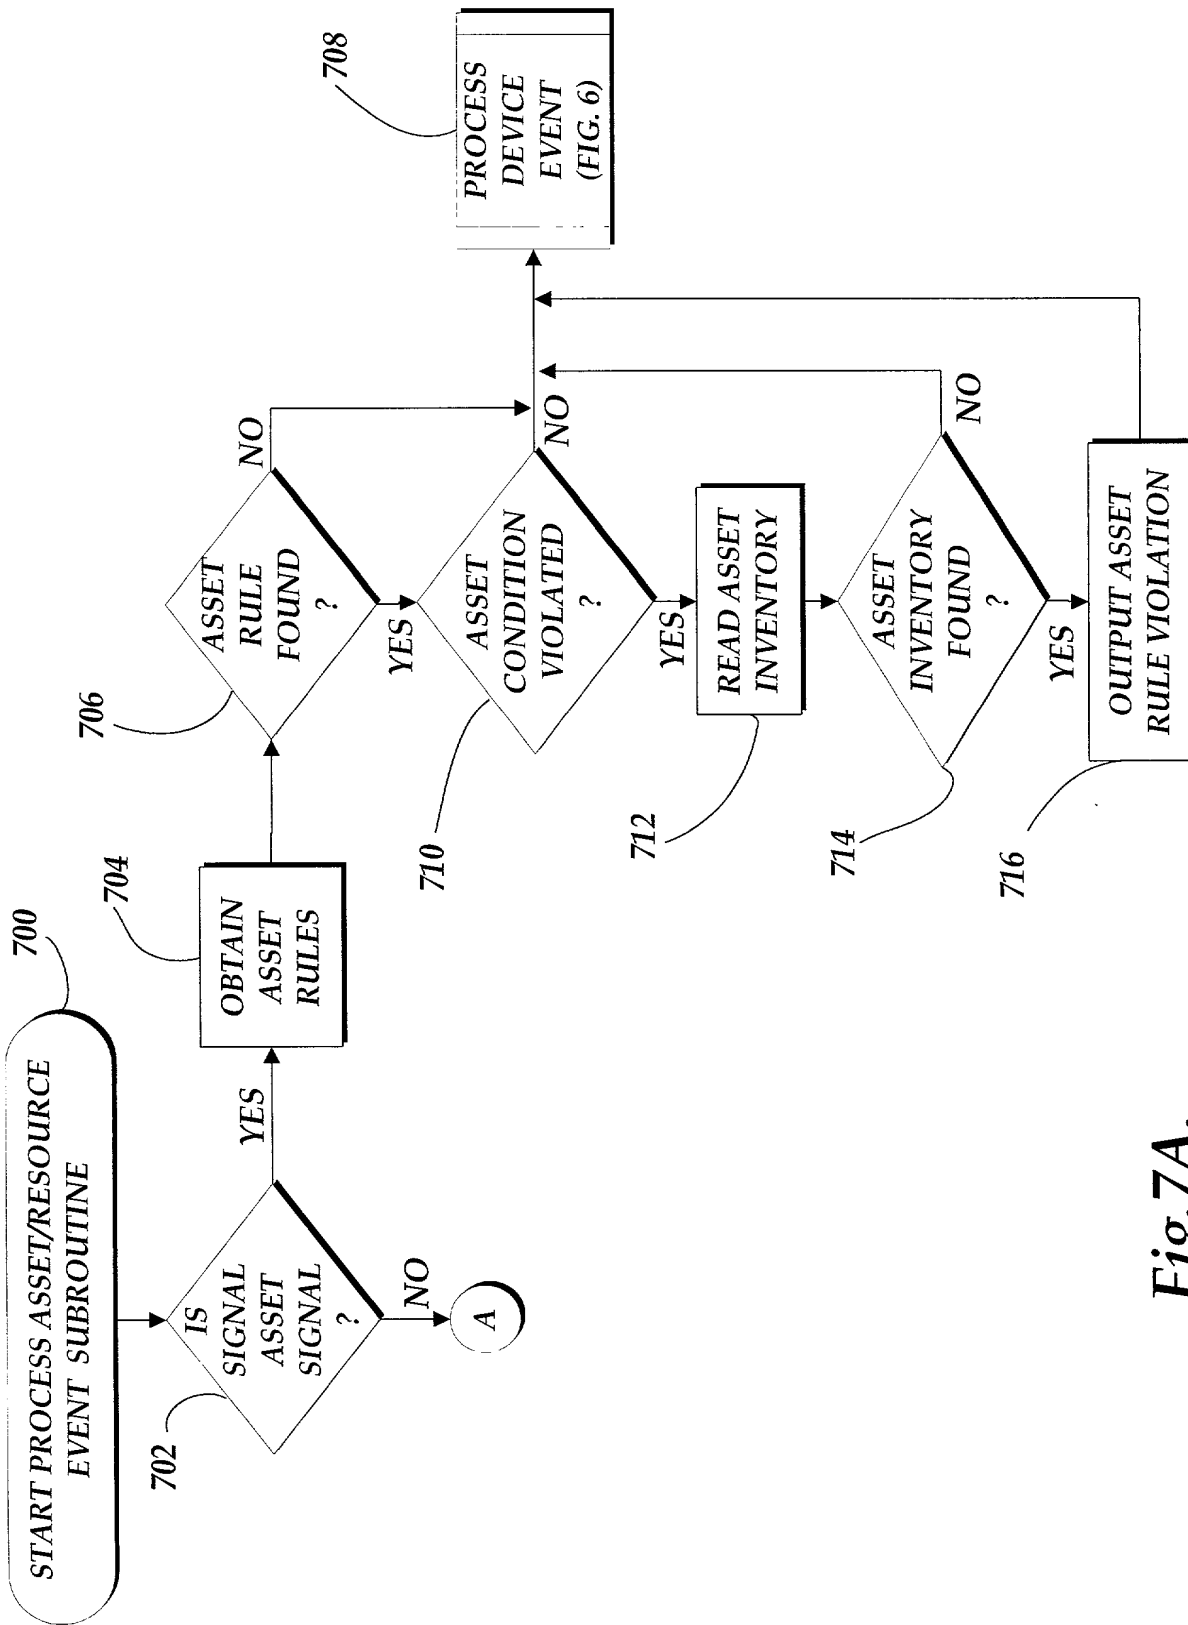 700
START PROCESS ASSET/RESOURCE
EVENT SUBROUTINE
702
IS
SIGNAL
ASSET
SIGNAL
?
YES
NO
A
704
OBTAIN
ASSET
RULES
706
ASSET
RULE
FOUND
?
NO
YES
708
PROCESS
DEVICE
EVENT
(FIG. 6)
710
ASSET
CONDITION
VIOLATED
?
NO
YES
712
READ ASSET
INVENTORY
714
ASSET
INVENTORY
FOUND
?
NO
YES
716
OUTPUT ASSET
RULE VIOLATION
Fig.7A.